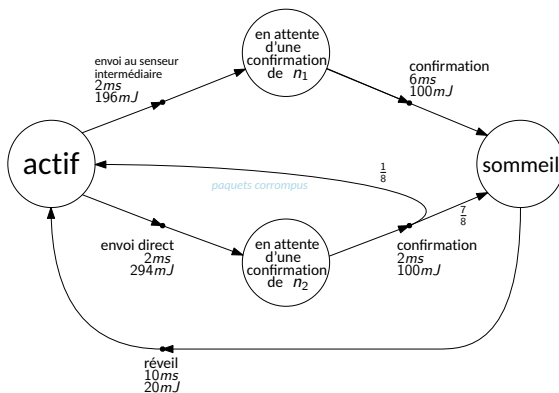 en attente
d'une
confirmation
de n₁
envoi au senseur
intermédiaire
2ms
196mJ
confirmation
6ms
100mJ
actif
sommeil
1/8
paquets corrompus
7/8
envoi direct
2ms
294mJ
en attente
d'une
confirmation
de n₂
confirmation
2ms
100mJ
réveil
10ms
20mJ